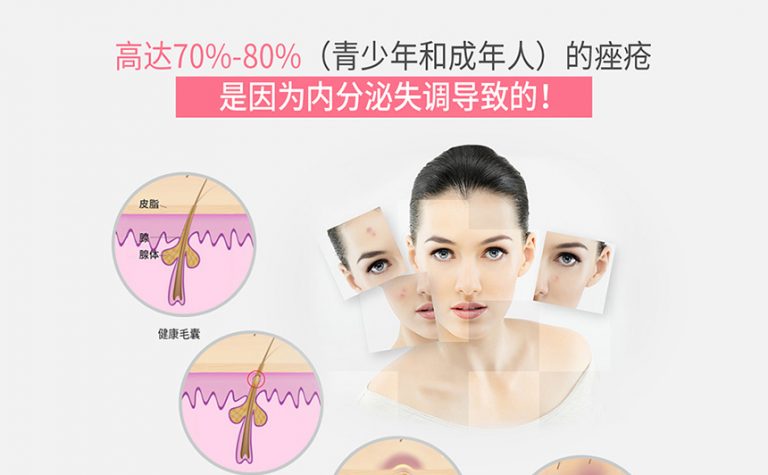 高达70%-80%（青少年和成年人）的痤疮
是因为内分泌失调导致的！
皮脂
腺
腺体
健康毛囊